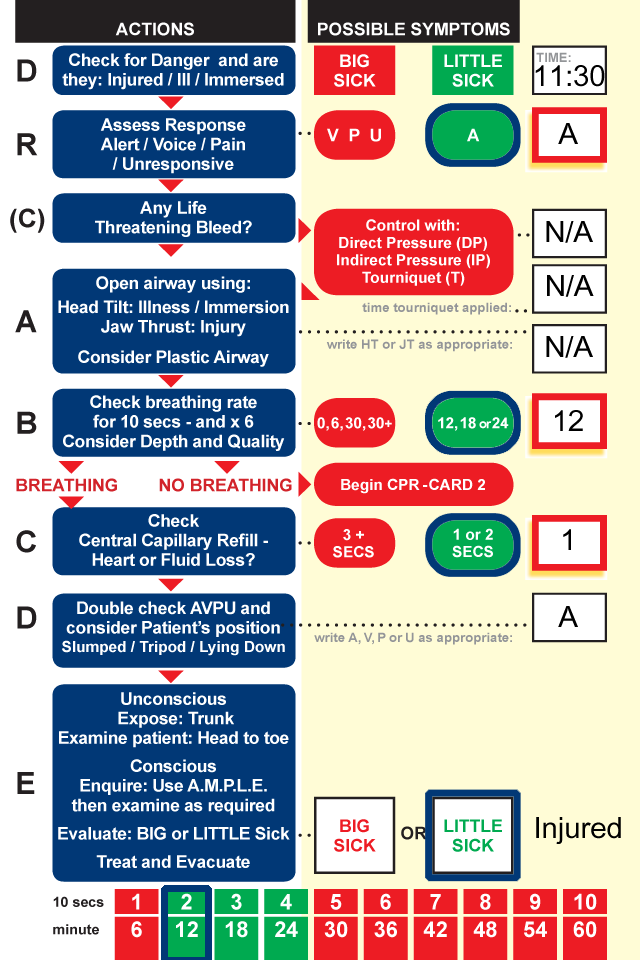 ACTIONS
POSSIBLE SYMPTOMS
D
Check for Danger and are
they: Injured / Ill / Immersed
BIG
SICK
LITTLE
SICK
TIME:
11:30
R
Assess Response
Alert / Voice / Pain
/ Unresponsive
V P U
A
A
(C)
Any Life
Threatening Bleed?
Control with:
Direct Pressure (DP)
Indirect Pressure (IP)
Tourniquet (T)
N/A
A
Open airway using:
Head Tilt: Illness / Immersion
Jaw Thrust: Injury
Consider Plastic Airway
time tourniquet applied:
N/A
write HT or JT as appropriate:
N/A
B
Check breathing rate
for 10 secs - and x 6
Consider Depth and Quality
0,6,30,30+
12,18 or 24
12
BREATHING
NO BREATHING
Begin CPR -CARD 2
C
Check
Central Capillary Refill -
Heart or Fluid Loss?
3 +
SECS
1 or 2
SECS
1
D
Double check AVPU and
consider Patient's position
Slumped / Tripod / Lying Down
write A, V, P or U as appropriate:
A
E
Unconscious
Expose: Trunk
Examine patient: Head to toe
Conscious
Enquire: Use A.M.P.L.E.
then examine as required
Evaluate: BIG or LITTLE Sick
Treat and Evacuate
BIG
SICK
OR
LITTLE
SICK
Injured
10 secs 1 2 3 4 5 6 7 8 9 10
minute 6 12 18 24 30 36 42 48 54 60